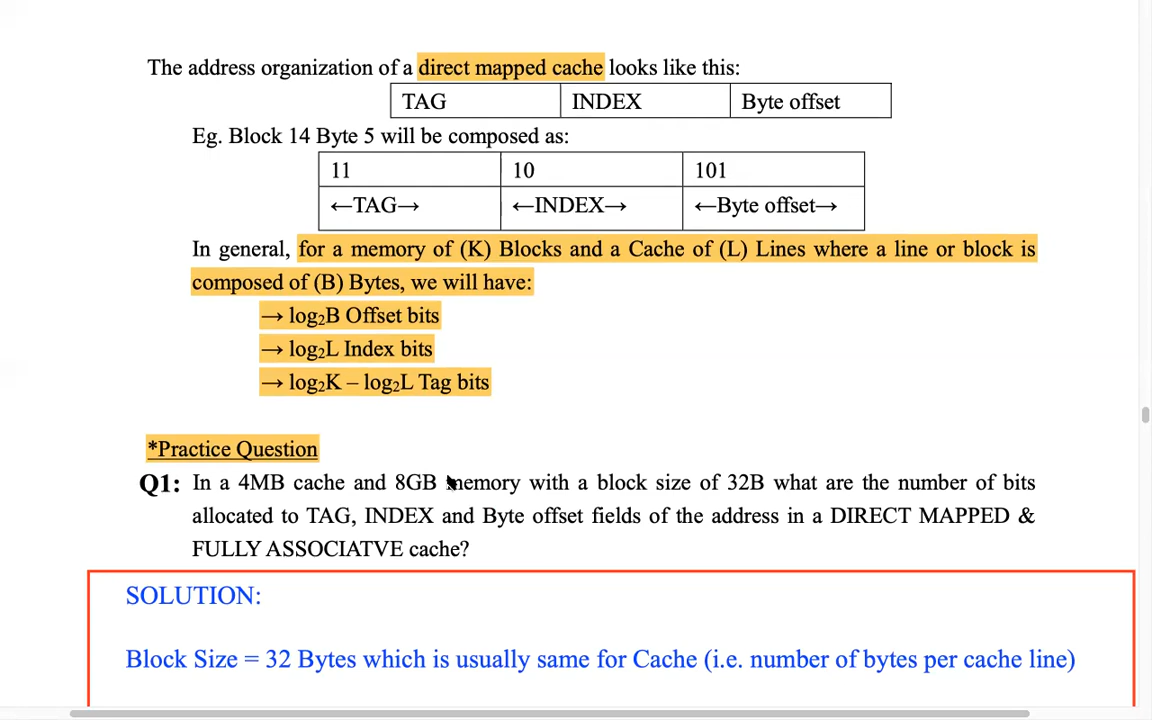 The address organization of a direct mapped cache looks like this:
TAG INDEX Byte offset
Eg. Block 14 Byte 5 will be composed as:
11 10 101
←TAG→ ←INDEX→ ←Byte offset→
In general, for a memory of (K) Blocks and a Cache of (L) Lines where a line or block is
composed of (B) Bytes, we will have:
→ log₂B Offset bits
→ log₂L Index bits
→ log₂K – log₂L Tag bits
*Practice Question
Q1: In a 4MB cache and 8GB memory with a block size of 32B what are the number of bits
allocated to TAG, INDEX and Byte offset fields of the address in a DIRECT MAPPED &
FULLY ASSOCIATVE cache?
SOLUTION:
Block Size = 32 Bytes which is usually same for Cache (i.e. number of bytes per cache line)